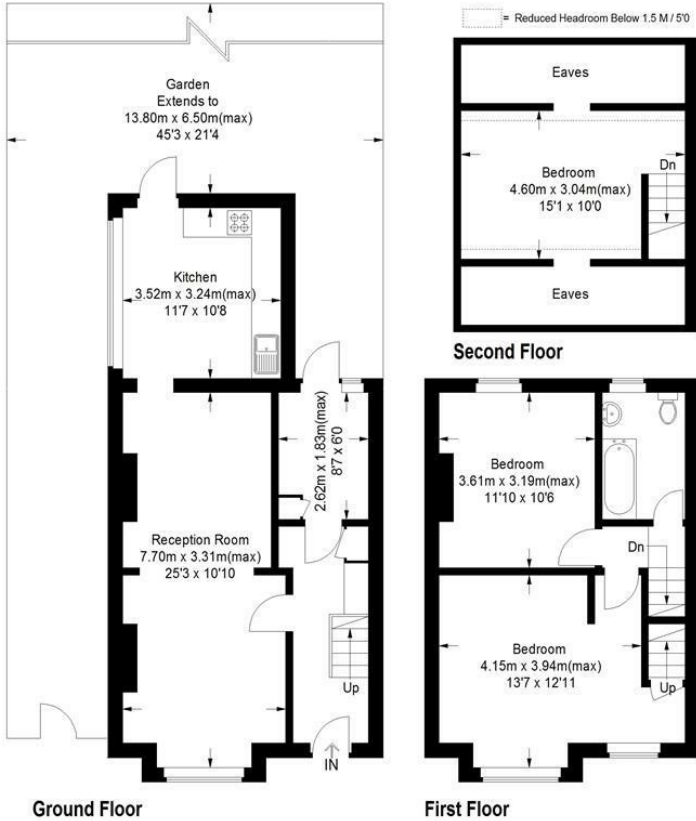 = Reduced Headroom Below 1.5 M / 5'0
Garden
Extends to
13.80m x 6.50m(max)
45'3 x 21'4
Kitchen
3.52m x 3.24m(max)
11'7 x 10'8
2.62m x 1.83m(max)
8'7 x 6'0
Reception Room
7.70m x 3.31m(max)
25'3 x 10'10
Up
IN
Ground Floor
Eaves
Bedroom
4.60m x 3.04m(max)
15'1 x 10'0
Dn
Eaves
Second Floor
Bedroom
3.61m x 3.19m(max)
11'10 x 10'6
Dn
Bedroom
4.15m x 3.94m(max)
13'7 x 12'11
Up
First Floor